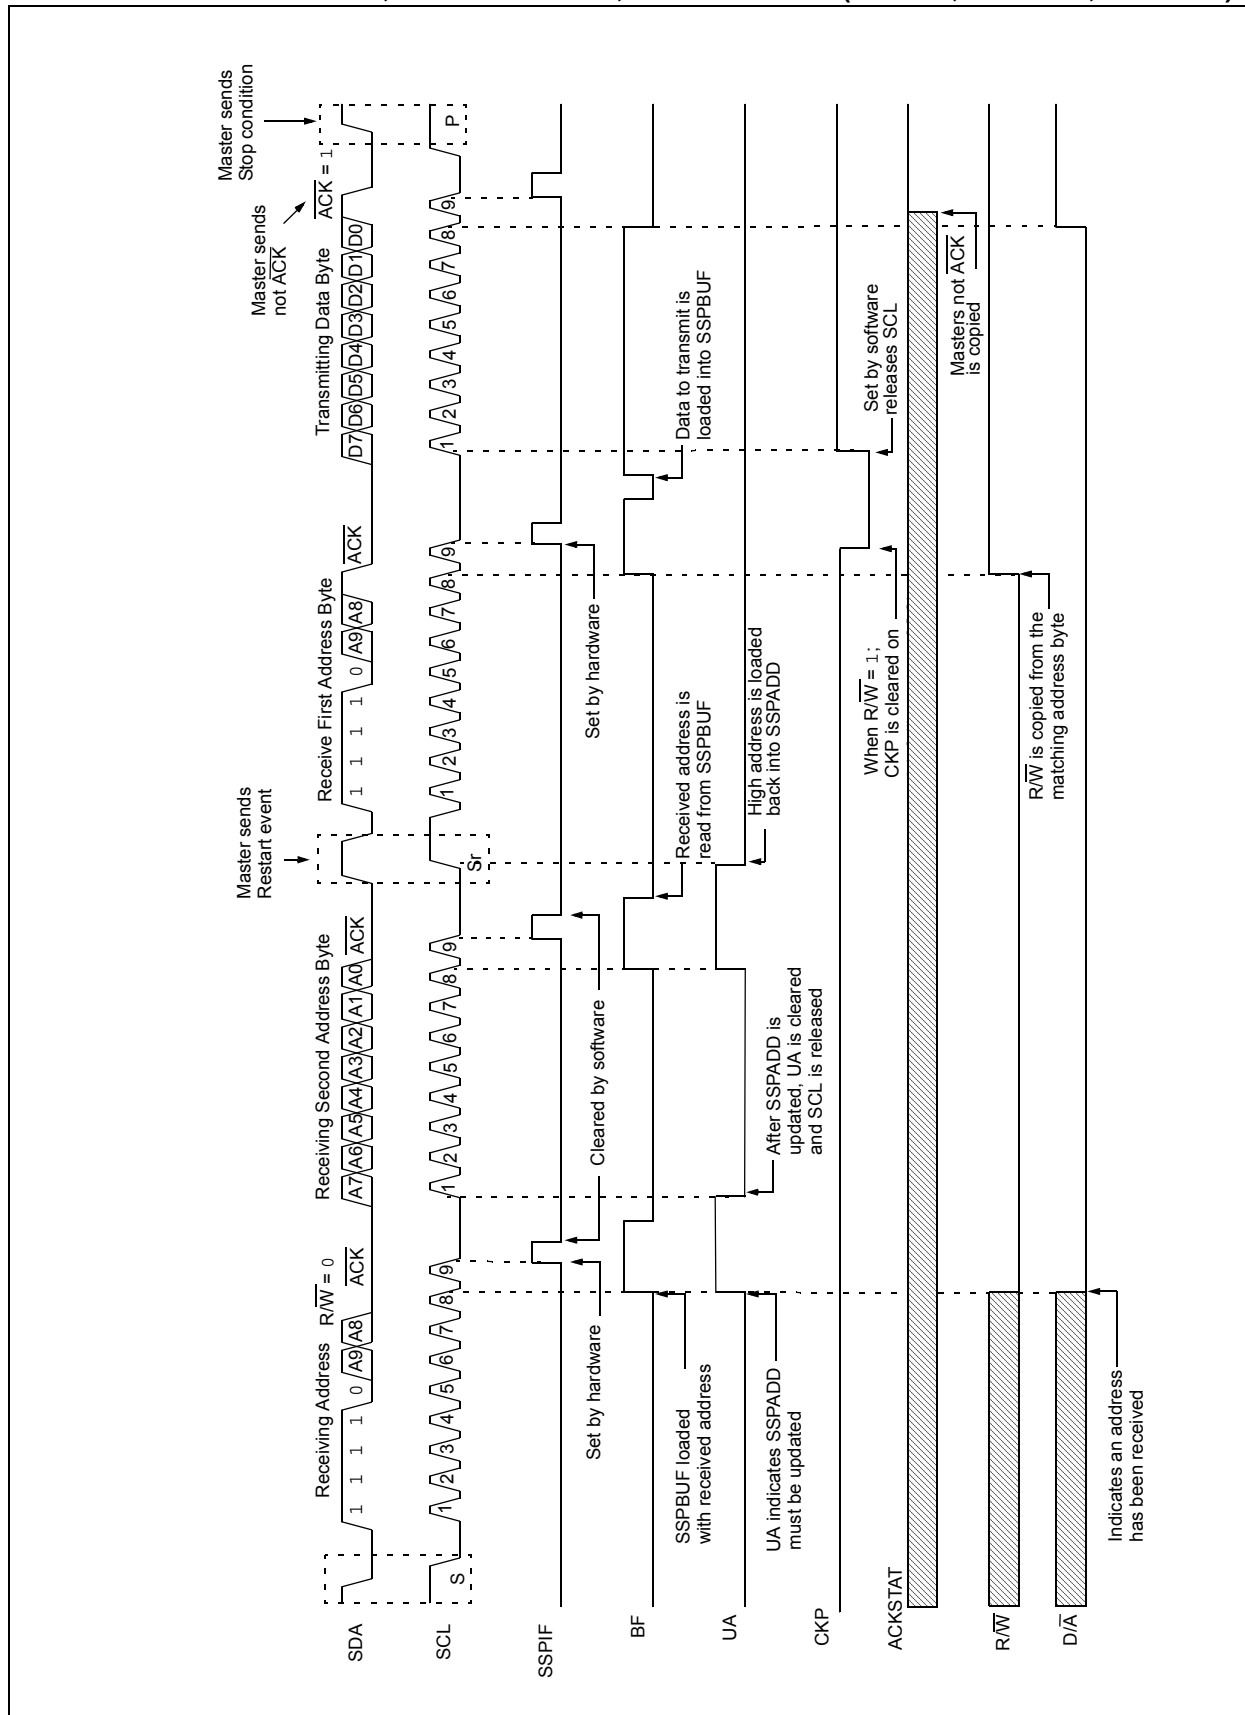 Master sends
Stop condition
Master sends
not ACK
Master sends
Restart event
Receiving Address R/W = 0 ACK
Receiving Second Address Byte ACK
Receive First Address Byte ACK
Transmitting Data Byte ACK = 1
SDA
1 1 1 1 0 A9 A8
A7 A6 A5 A4 A3 A2 A1 A0
1 1 1 1 0 A9 A8
D7 D6 D5 D4 D3 D2 D1 D0
SCL
S
1 2 3 4 5 6 7 8 9
1 2 3 4 5 6 7 8 9
Sr
1 2 3 4 5 6 7 8 9
1 2 3 4 5 6 7 8 9
P
SSPIF
Set by hardware
Cleared by software
Set by hardware
BF
SSPBUF loaded
with received address
Received address is
read from SSPBUF
Data to transmit is
loaded into SSPBUF
UA
UA indicates SSPADD
must be updated
After SSPADD is
updated, UA is cleared
and SCL is released
High address is loaded
back into SSPADD
CKP
When R/W = 1;
CKP is cleared on
Set by software
releases SCL
ACKSTAT
Masters not ACK
is copied
R/W
R/W is copied from the
matching address byte
D/A
Indicates an address
has been received